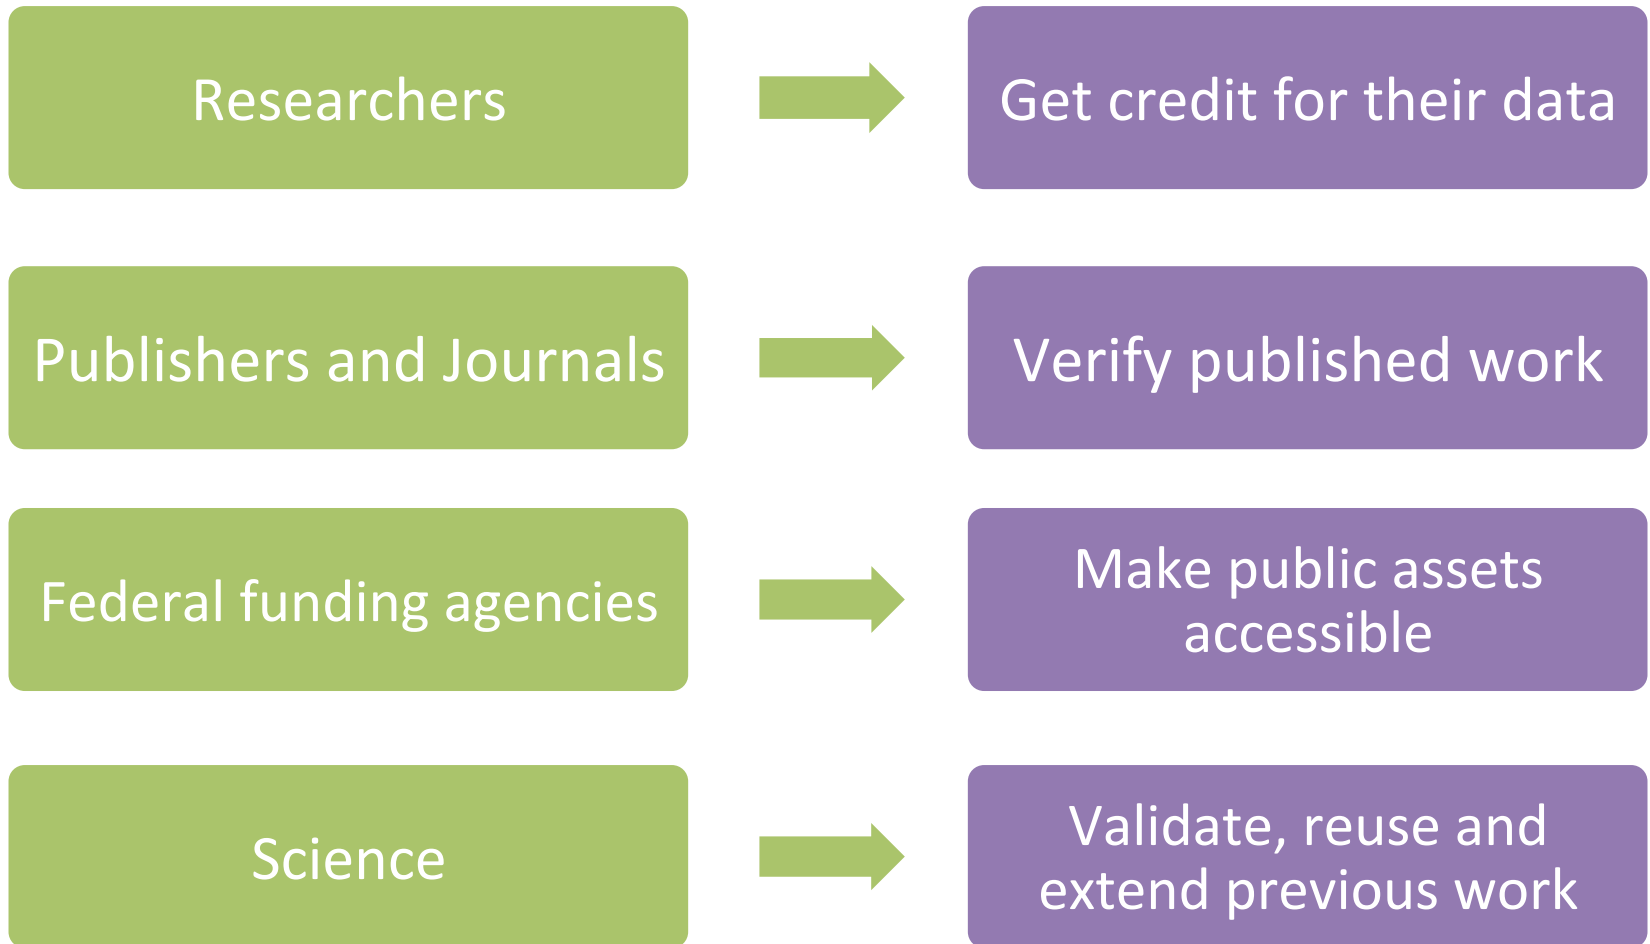 Researchers
Get credit for their data
Publishers and Journals
Verify published work
Federal funding agencies
Make public assets
accessible
Science
Validate, reuse and
extend previous work